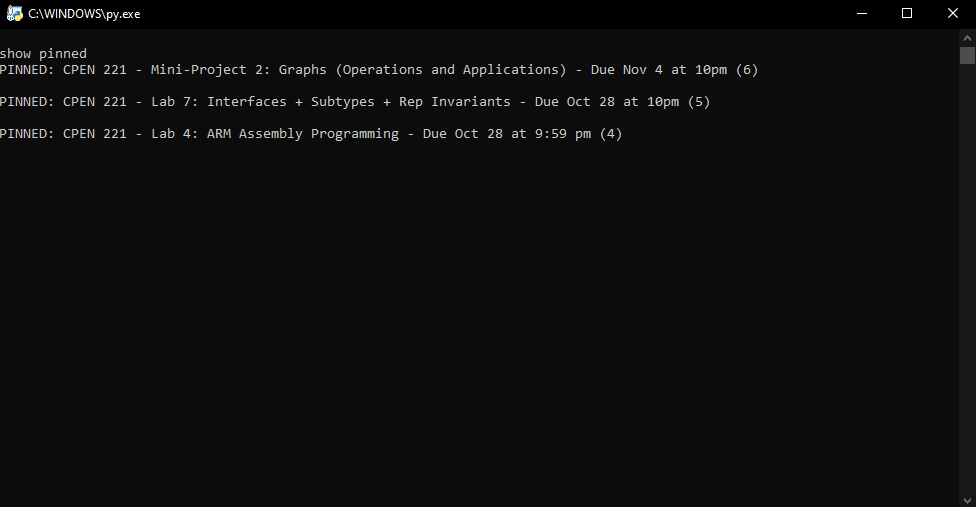 C:\WINDOWS\py.exe
show pinned
PINNED: CPEN 221 - Mini-Project 2: Graphs (Operations and Applications) - Due Nov 4 at 10pm (6)
PINNED: CPEN 221 - Lab 7: Interfaces + Subtypes + Rep Invariants - Due Oct 28 at 10pm (5)
PINNED: CPEN 221 - Lab 4: ARM Assembly Programming - Due Oct 28 at 9:59 pm (4)